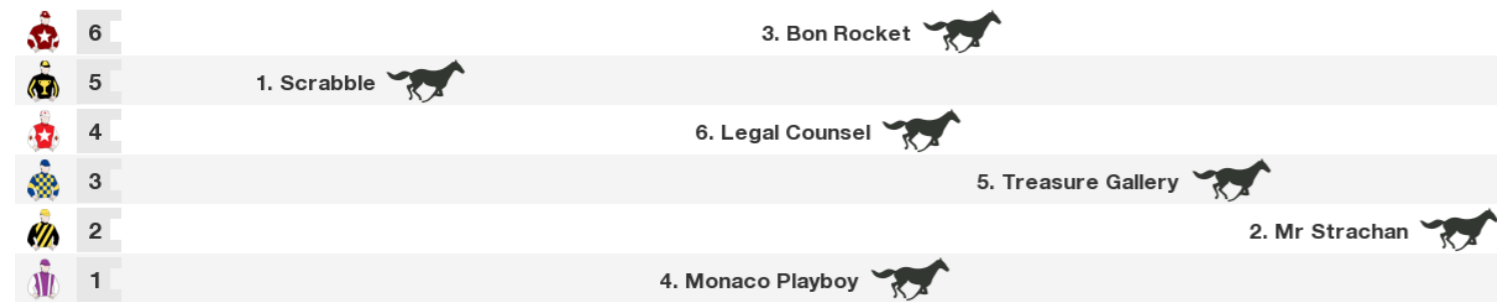 6 3. Bon Rocket
5 1. Scrabble
4 6. Legal Counsel
3 5. Treasure Gallery
2 2. Mr Strachan
1 4. Monaco Playboy